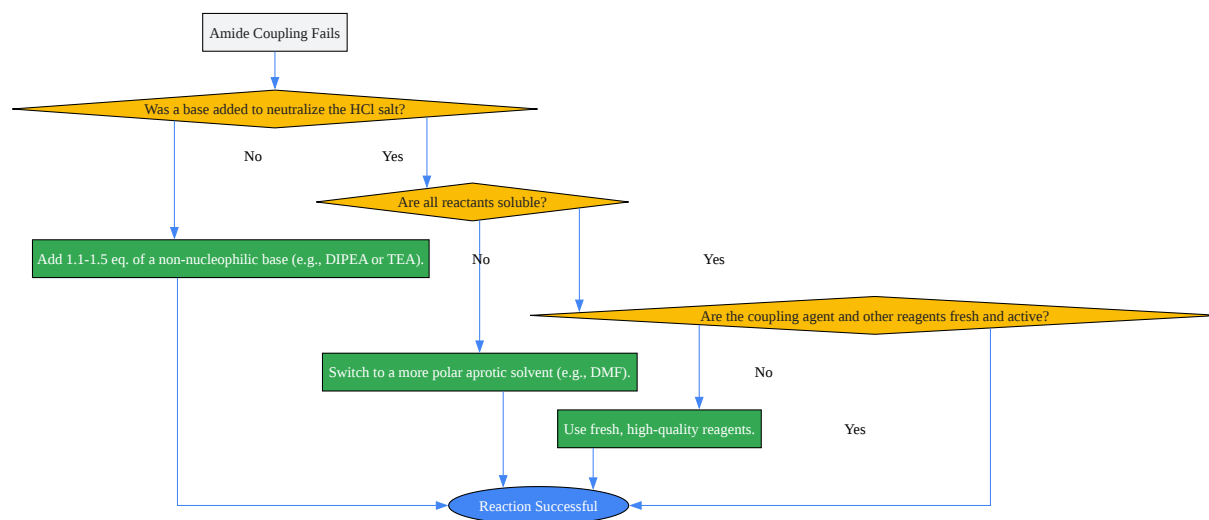 Amide Coupling Fails
Was a base added to neutralize the HCl salt?
No
Yes
Are all reactants soluble?
Add 1.1-1.5 eq. of a non-nucleophilic base (e.g., DIPEA or TEA).
No
Yes
Are the coupling agent and other reagents fresh and active?
Switch to a more polar aprotic solvent (e.g., DMF).
No
Use fresh, high-quality reagents.
Yes
Reaction Successful